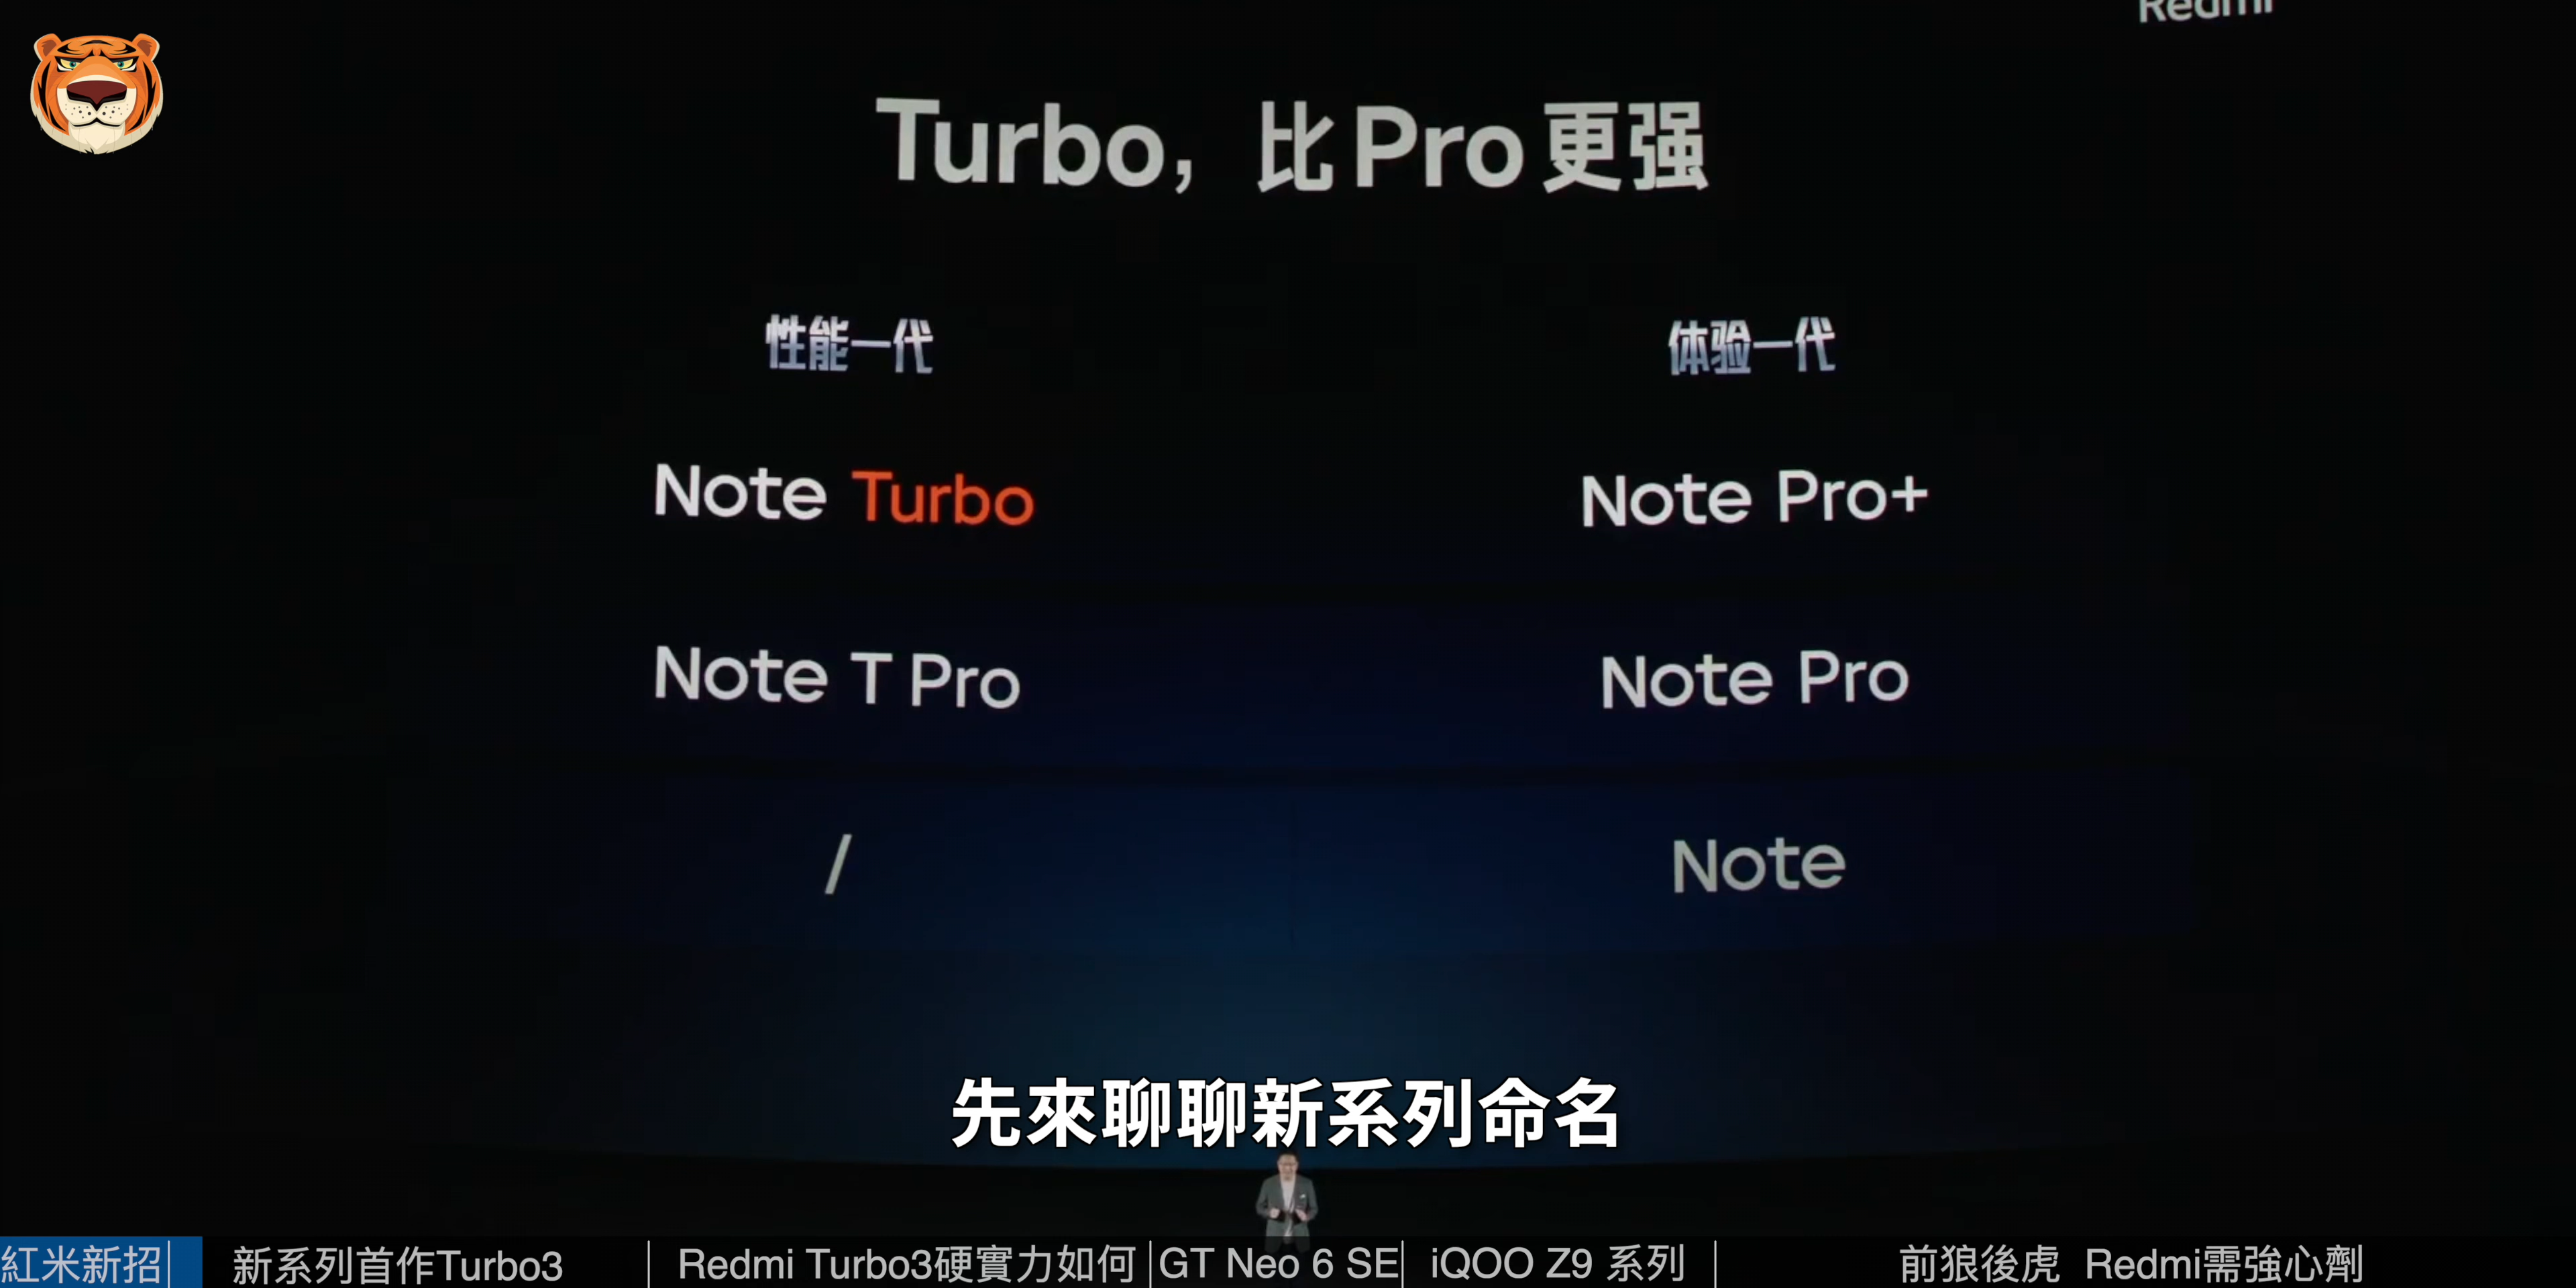 Redmi
Turbo，比Pro更强
性能一代 体验一代
Note Turbo Note Pro+
Note T Pro Note Pro
/ Note
先來聊聊新系列命名
紅米新招 新系列首作Turbo3 Redmi Turbo3硬實力如何 GT Neo 6 SE iQOO Z9 系列 前狼後虎 Redmi需強心劑